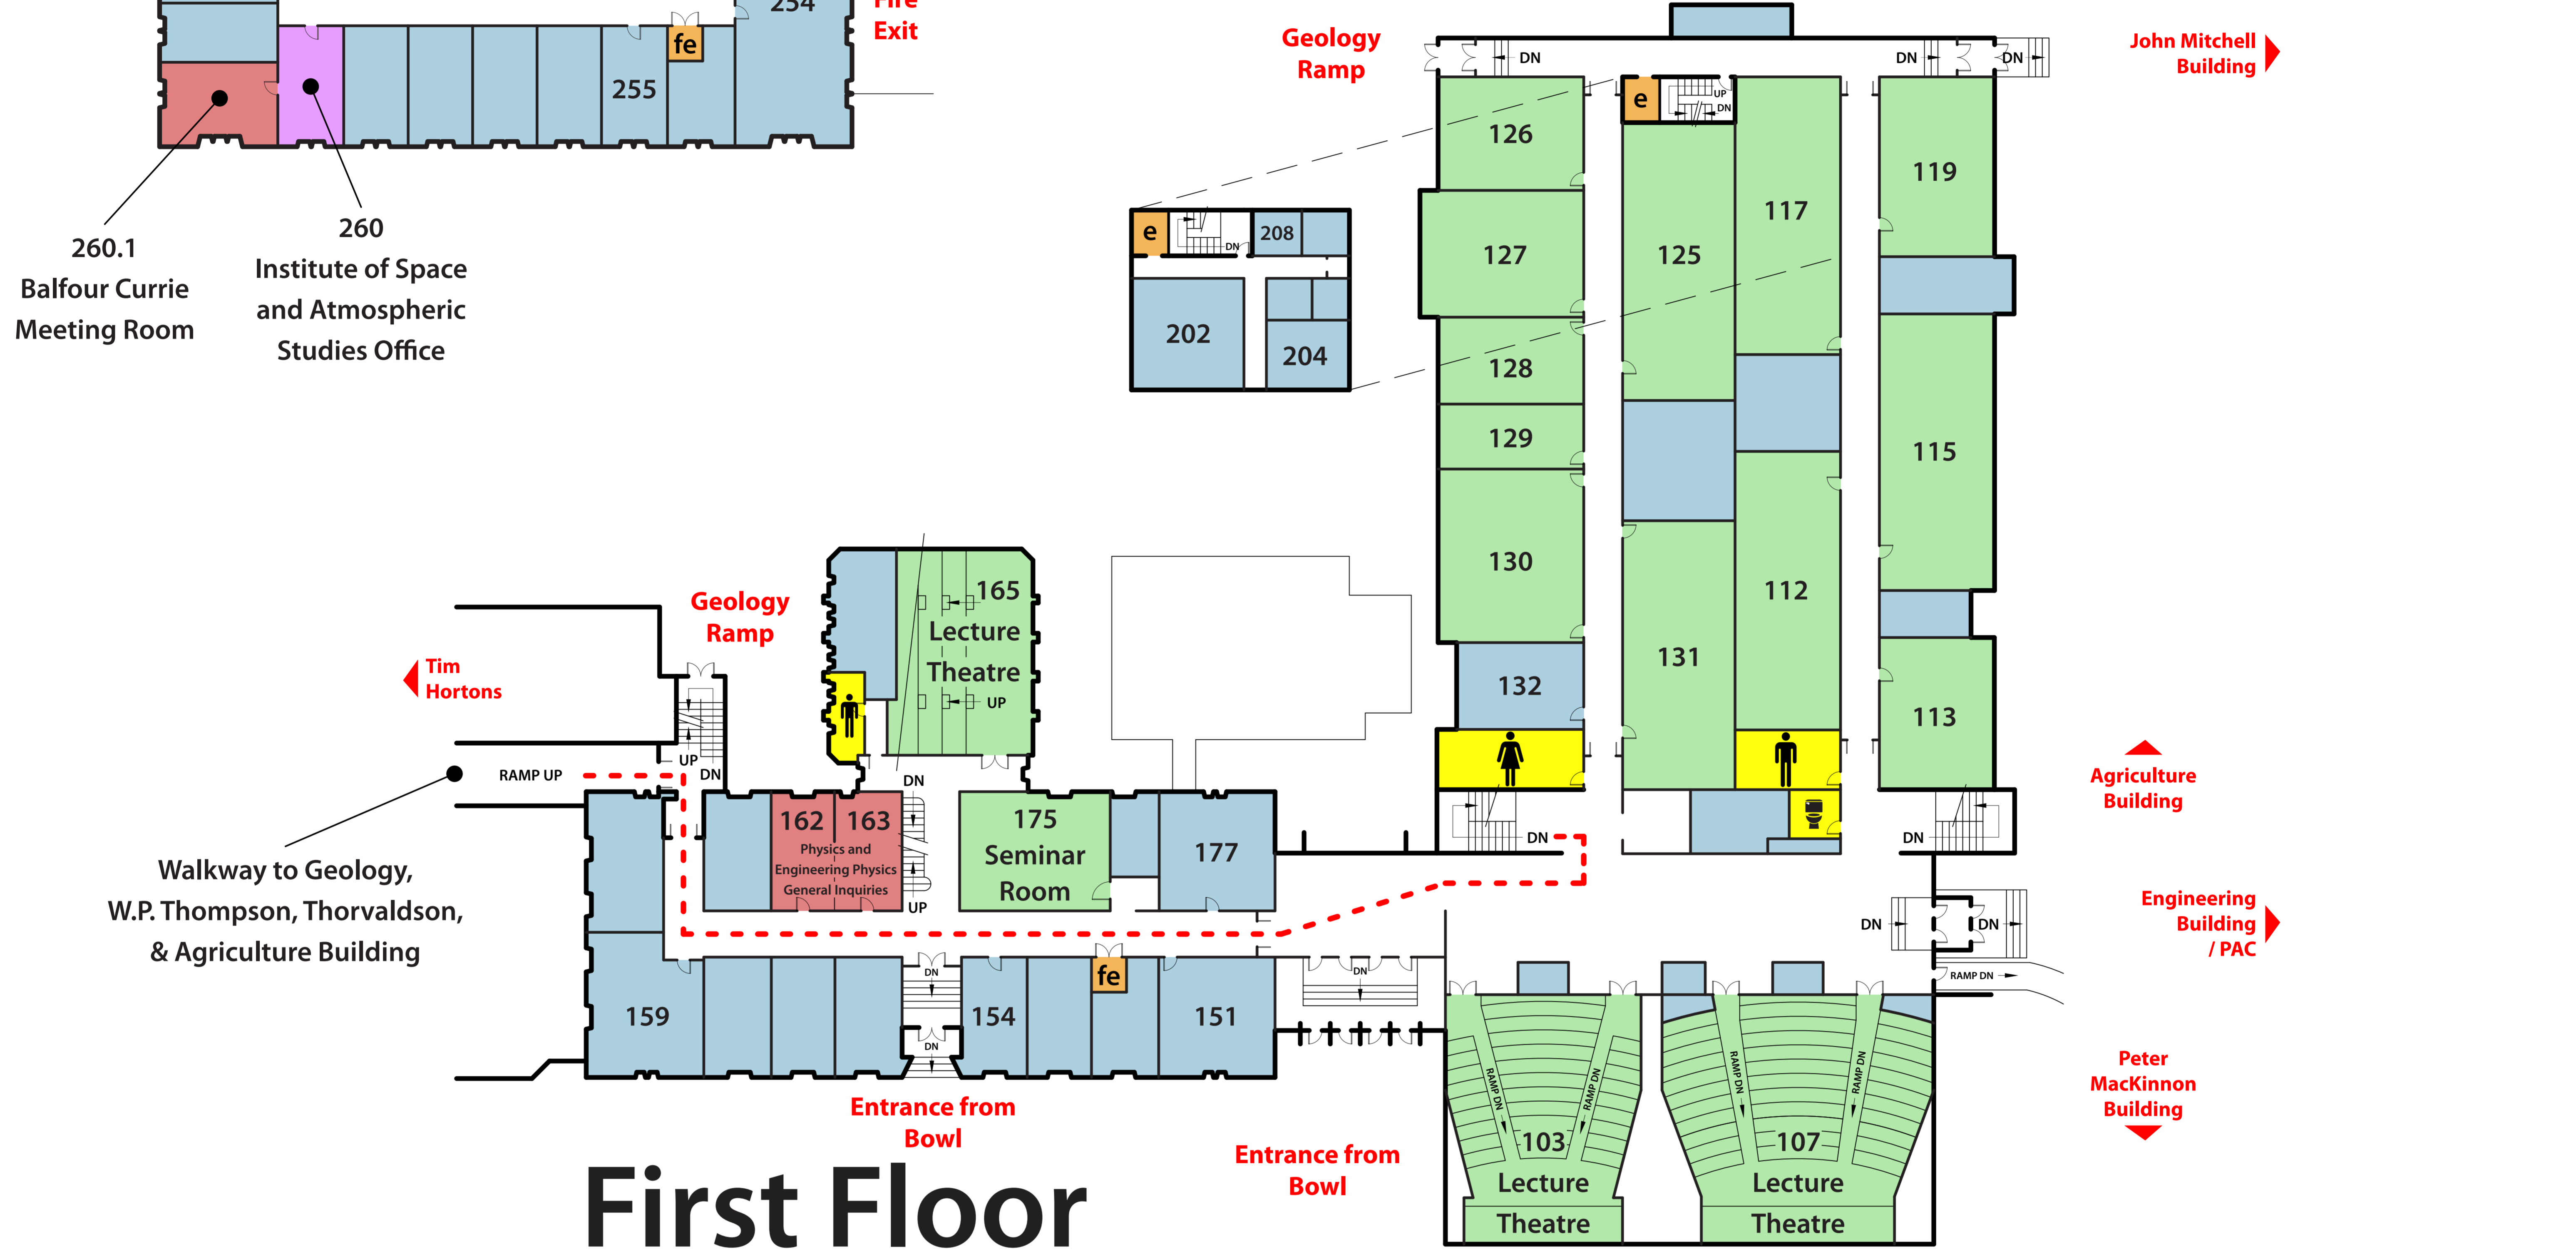 254
Fire
Exit
fe
255
260.1
Balfour Currie
Meeting Room
260
Institute of Space
and Atmospheric
Studies Office
Geology
Ramp
DN
DN
DN
John Mitchell
Building
e
UP
DN
126
127
128
129
130
132
125
131
117
112
119
115
113
e
DN
208
202
204
DN
DN
Geology
Ramp
165
Lecture
Theatre
UP
Tim
Hortons
RAMP UP
UP
DN
DN
UP
Walkway to Geology,
W.P. Thompson, Thorvaldson,
& Agriculture Building
162
163
Physics and
Engineering Physics
General Inquiries
175
Seminar
Room
177
159
DN
DN
154
fe
151
DN
Agriculture
Building
Engineering
Building
/ PAC
DN
DN
RAMP DN
Peter
MacKinnon
Building
RAMP DN
RAMP DN
103
Lecture
Theatre
RAMP DN
RAMP DN
107
Lecture
Theatre
Entrance from
Bowl
Entrance from
Bowl
First Floor